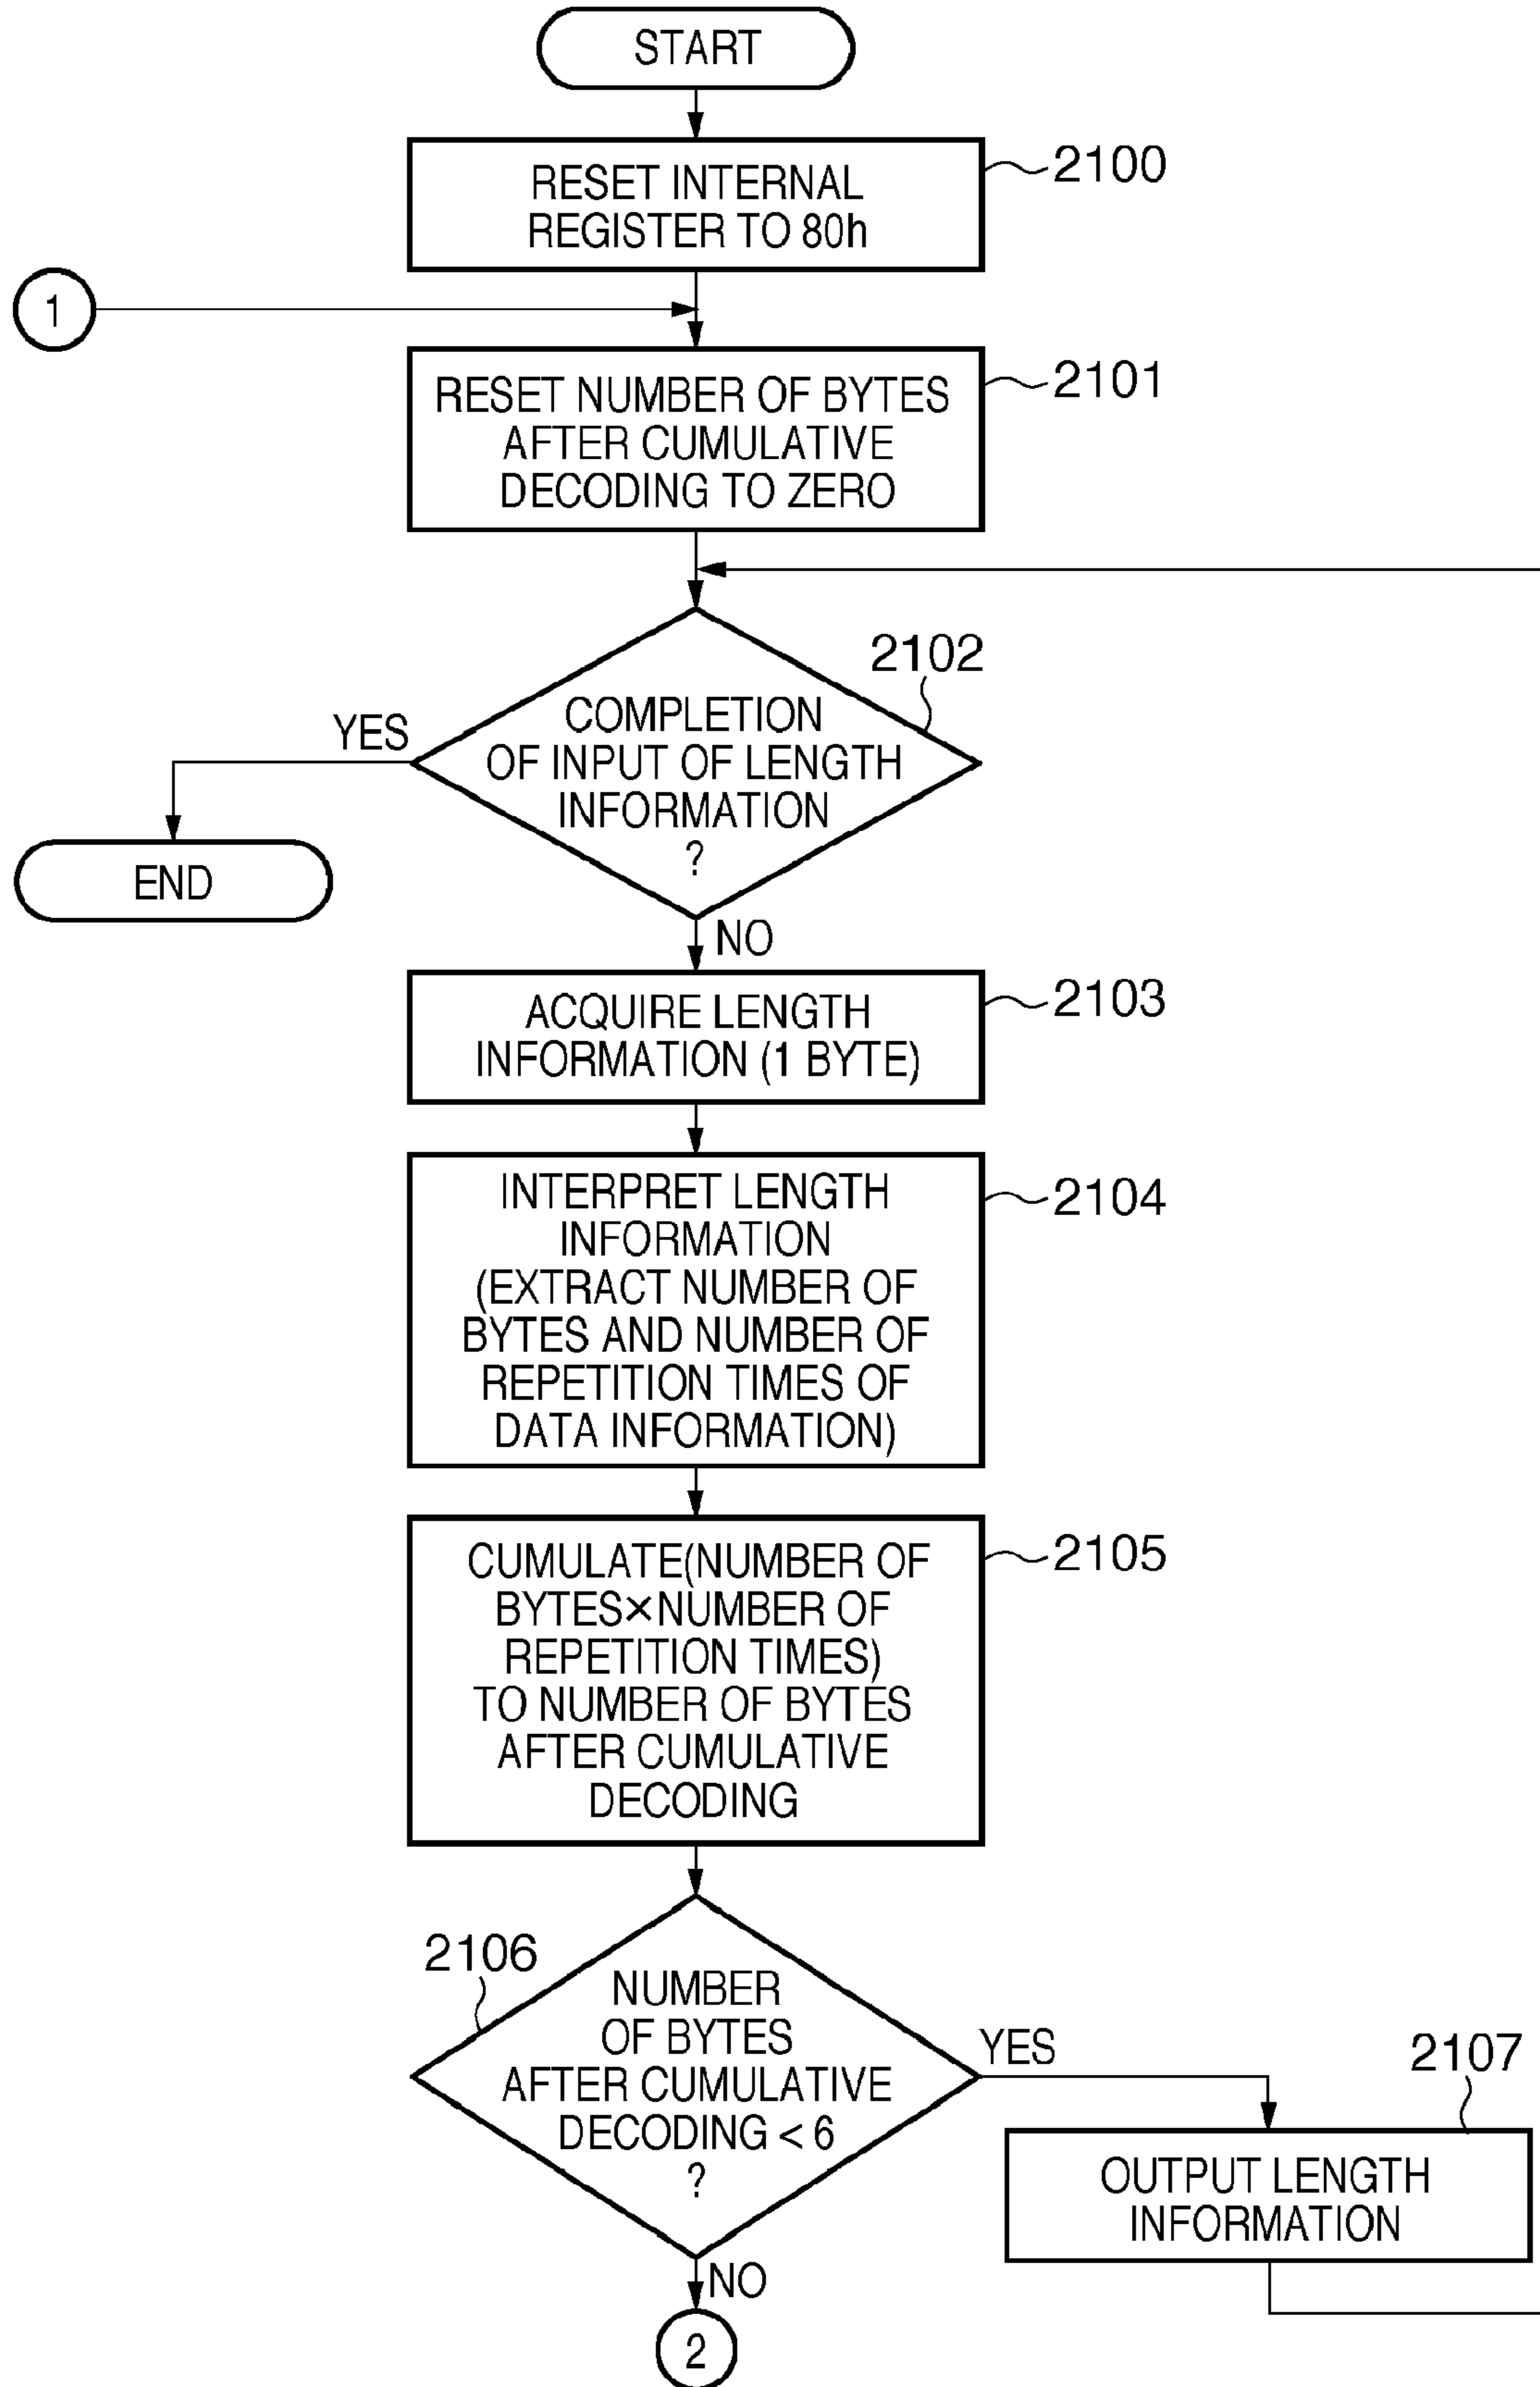 START
RESET INTERNAL
REGISTER TO 80h
2100
1
RESET NUMBER OF BYTES
AFTER CUMULATIVE
DECODING TO ZERO
2101
2102
COMPLETION
OF INPUT OF LENGTH
INFORMATION
?
YES
END
NO
ACQUIRE LENGTH
INFORMATION (1 BYTE)
2103
INTERPRET LENGTH
INFORMATION
(EXTRACT NUMBER OF
BYTES AND NUMBER OF
REPETITION TIMES OF
DATA INFORMATION)
2104
CUMULATE(NUMBER OF
BYTES×NUMBER OF
REPETITION TIMES)
TO NUMBER OF BYTES
AFTER CUMULATIVE
DECODING
2105
2106
NUMBER
OF BYTES
AFTER CUMULATIVE
DECODING < 6
?
YES
2107
OUTPUT LENGTH
INFORMATION
NO
2